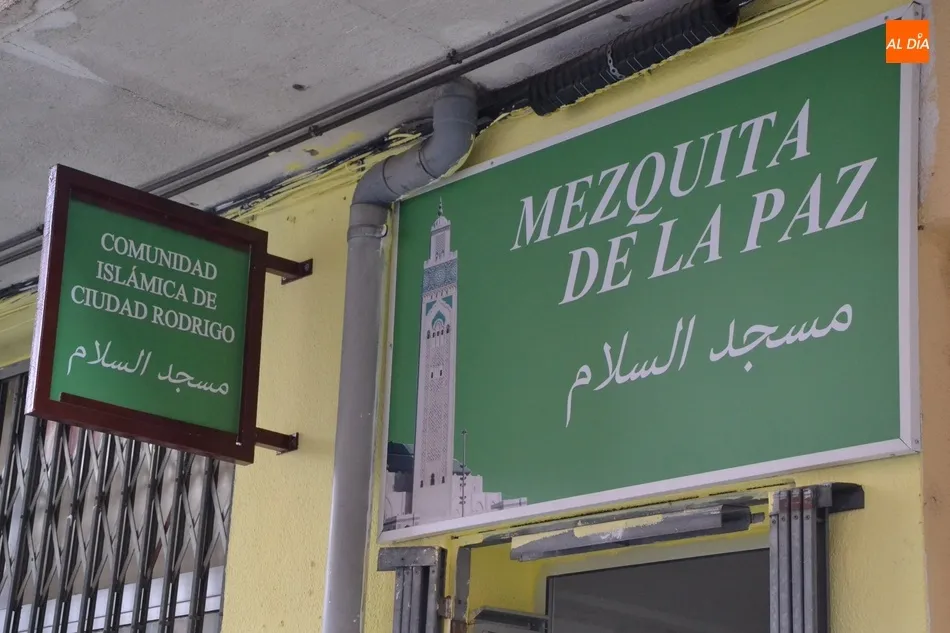 COMUNIDAD
ISLÁMICA DE
CIUDAD RODRIGO
مسجد السلام
MEZQUITA
DE LA PAZ
مسجد السلام
AL DÍA